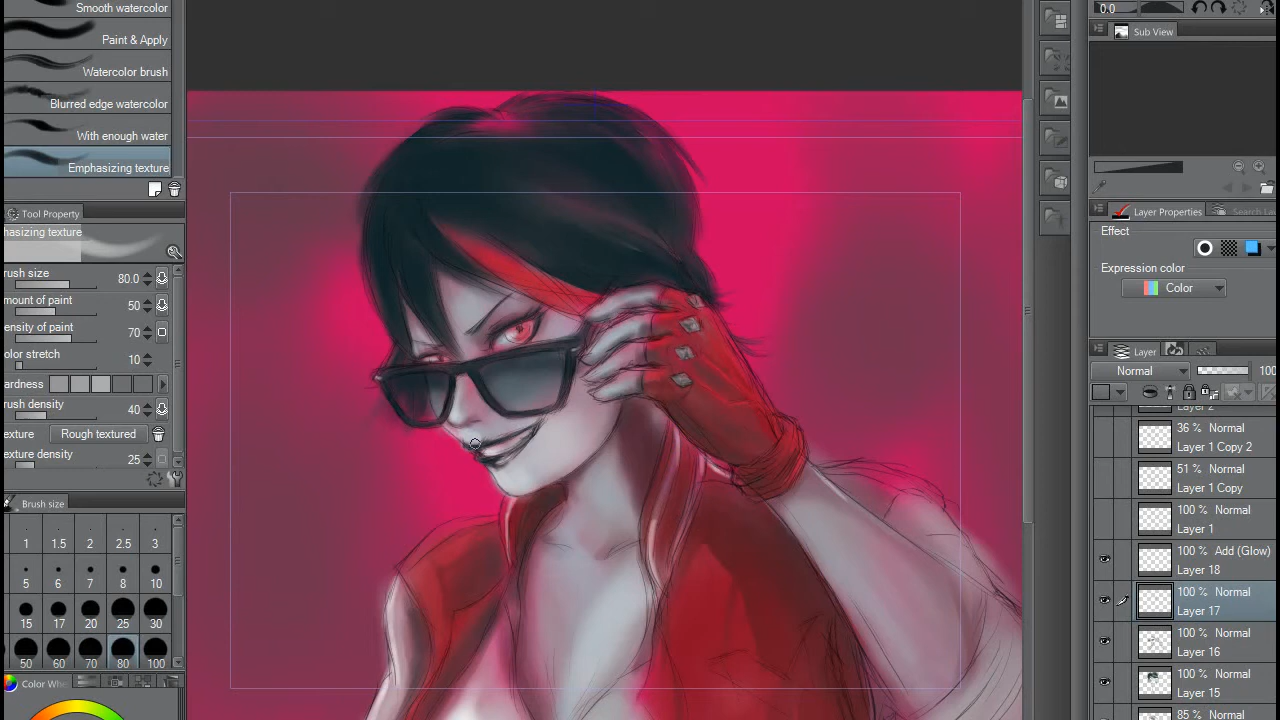 Smooth watercolor
Paint & Apply
Watercolor brush
Blurred edge watercolor
With enough water
Emphasizing texture
Tool Property
hasizing texture
rush size
80.0
mount of paint
50
ensity of paint
70
olor stretch
10
ardness
rush density
40
exture
Rough textured
exture density
25
Brush size
1 1.5 2 2.5 3
5 6 7 8 10
15 17 20 25 30
50 60 70 80 100
Color Whe
0.0
Sub View
Layer Properties
Search Lay
Effect
Expression color
Color
Layer
Normal
100
Layer 2
36 % Normal
Layer 1 Copy 2
51 % Normal
Layer 1 Copy
100 % Normal
Layer 1
100 % Add (Glow)
Layer 18
100 % Normal
Layer 17
100 % Normal
Layer 16
100 % Normal
Layer 15
85 % Normal